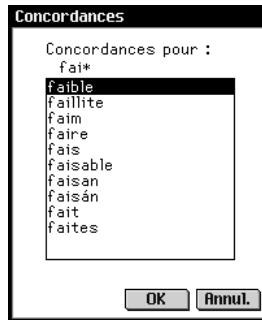 Concordances
Concordances pour :
fai*
faible
faillite
faim
faire
fais
faisable
faisan
faisán
fait
faites
OK Annul.